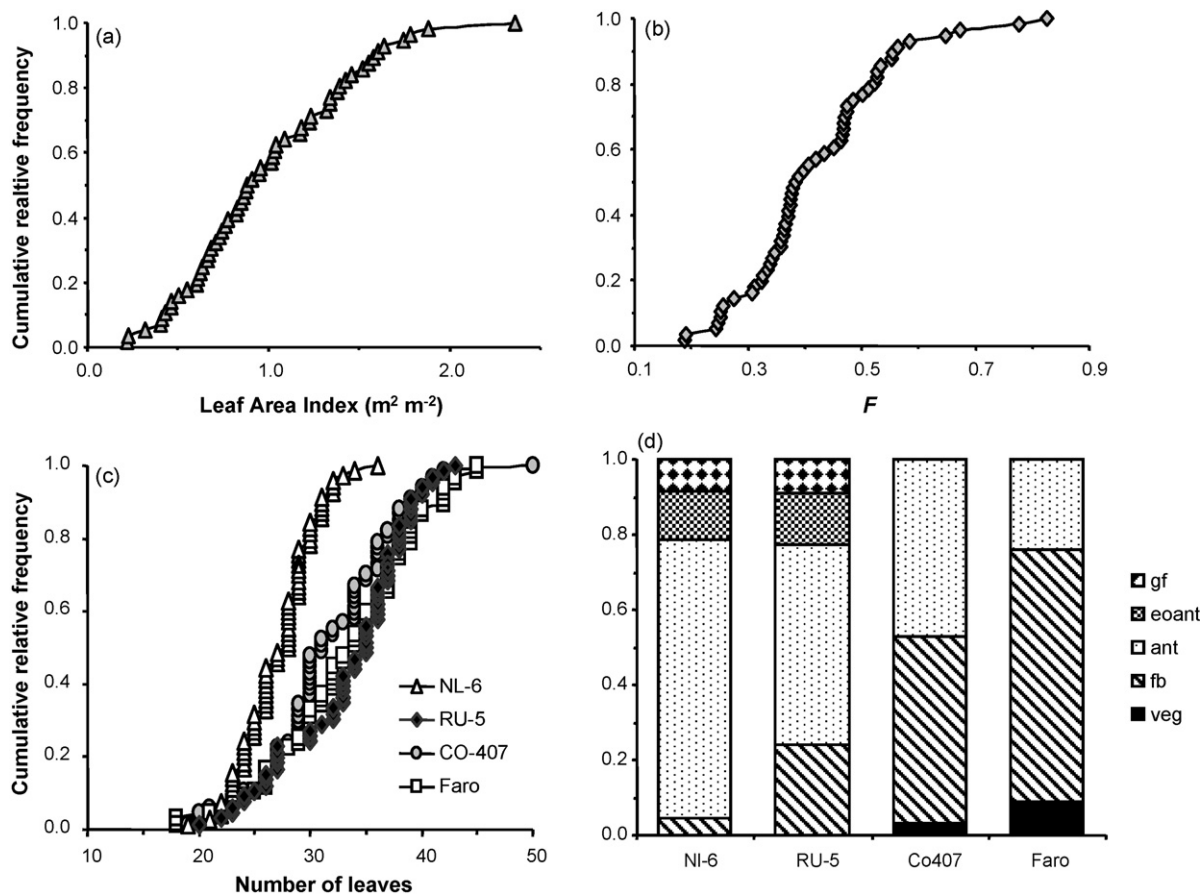 (a)
Cumulative realtive frequency
1.0
0.8
0.6
0.4
0.2
0.0
0.0 1.0 2.0
Leaf Area Index (m² m⁻²)
(b)
1.0
0.8
0.6
0.4
0.2
0.0
0.1 0.3 0.5 0.7 0.9
F
(c)
Cumulative relative frequency
1.0
0.8
0.6
0.4
0.2
0.0
10 20 30 40 50
Number of leaves
NL-6
RU-5
CO-407
Faro
(d)
1.0
0.8
0.6
0.4
0.2
0.0
NI-6 RU-5 Co407 Faro
gf
eoant
ant
fb
veg